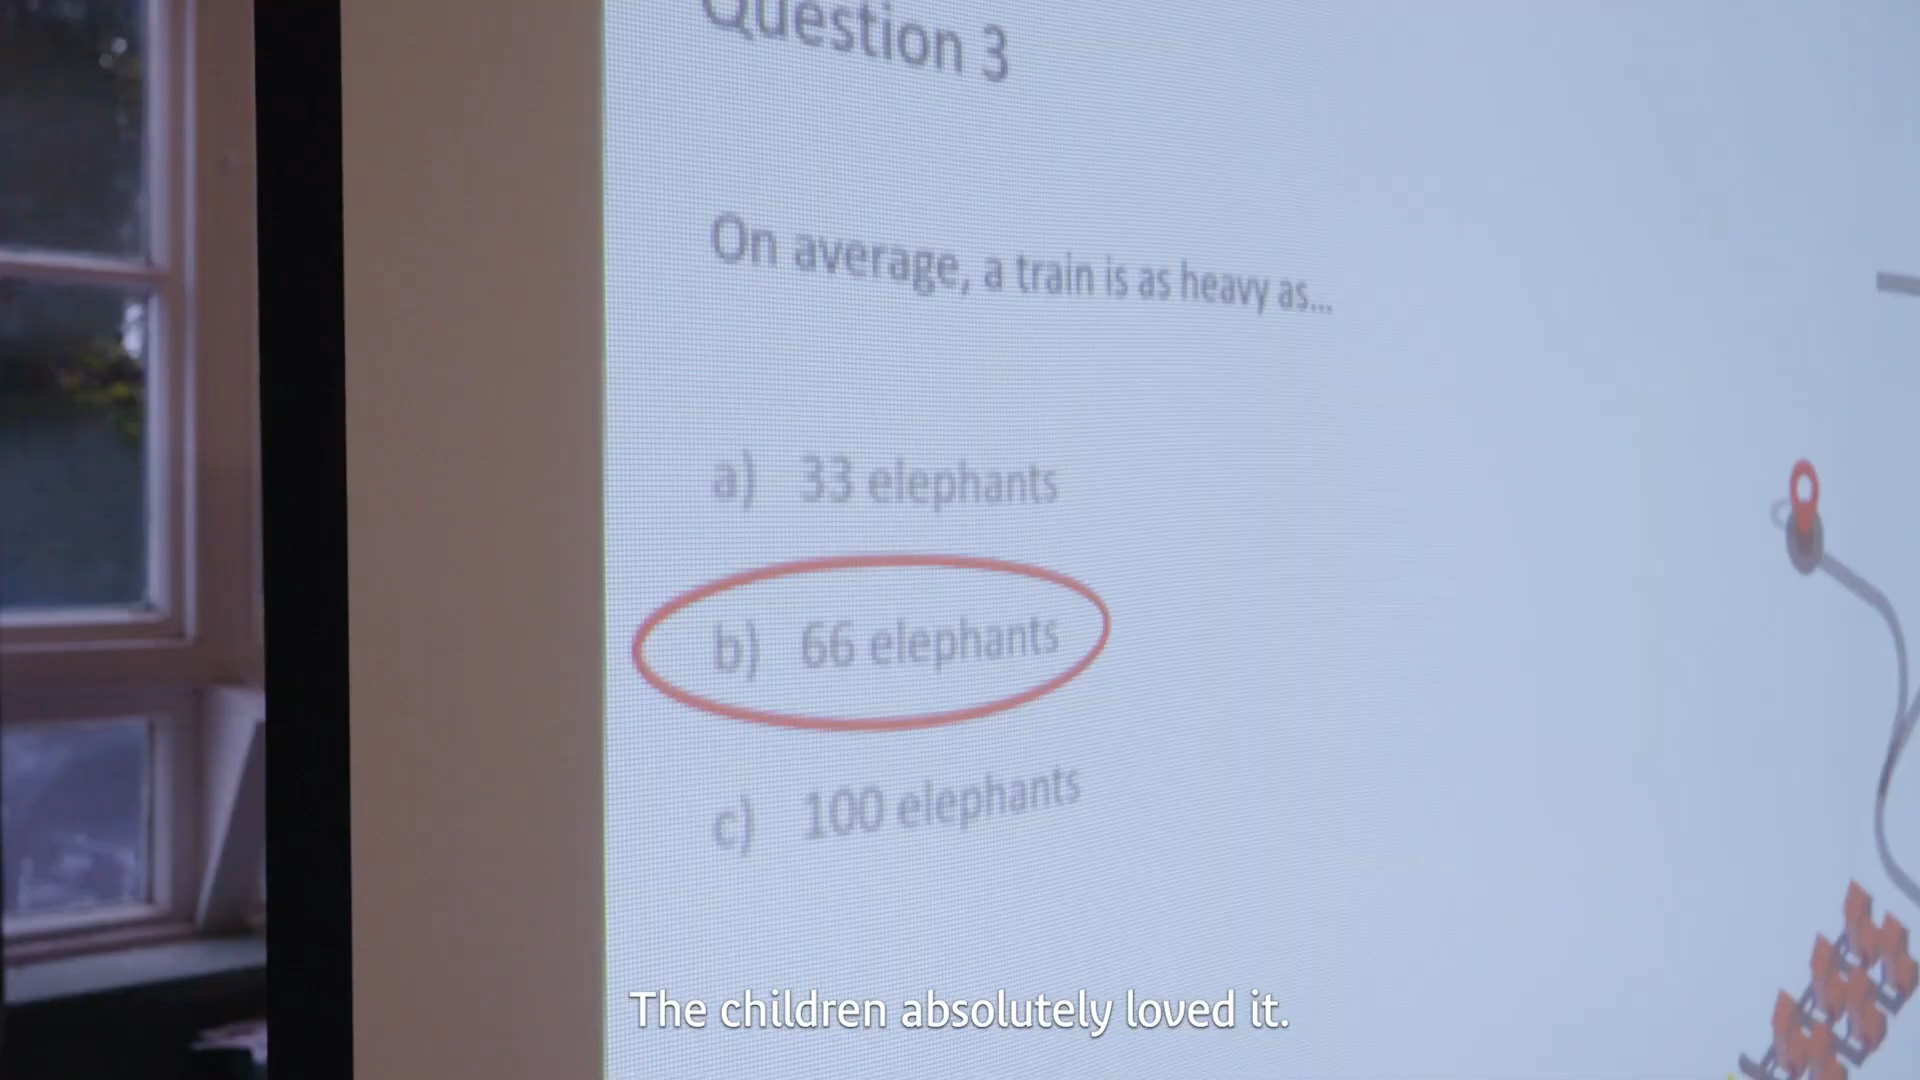 Question 3
On average, a train is as heavy as...
a) 33 elephants
b) 66 elephants
c) 100 elephants
The children absolutely loved it.